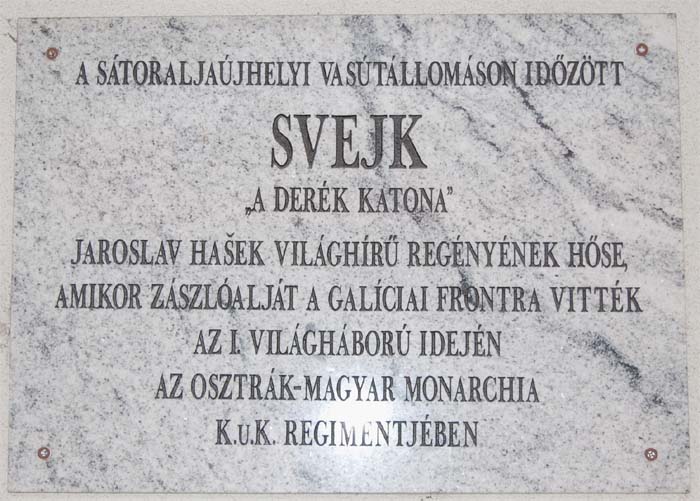 A SÁTORALJAÚJHELYI VASÚTÁLLOMÁSON IDŐZÖTT
SVEJK
„A DERÉK KATONA”
JAROSLAV HAŠEK VILÁGHÍRŰ REGÉNYÉNEK HŐSE,
AMIKOR ZÁSZLÓALJÁT A GALÍCIAI FRONTRA VITTÉK
AZ I. VILÁGHÁBORÚ IDEJÉN
AZ OSZTRÁK-MAGYAR MONARCHIA
K.u.K. REGIMENTJÉBEN